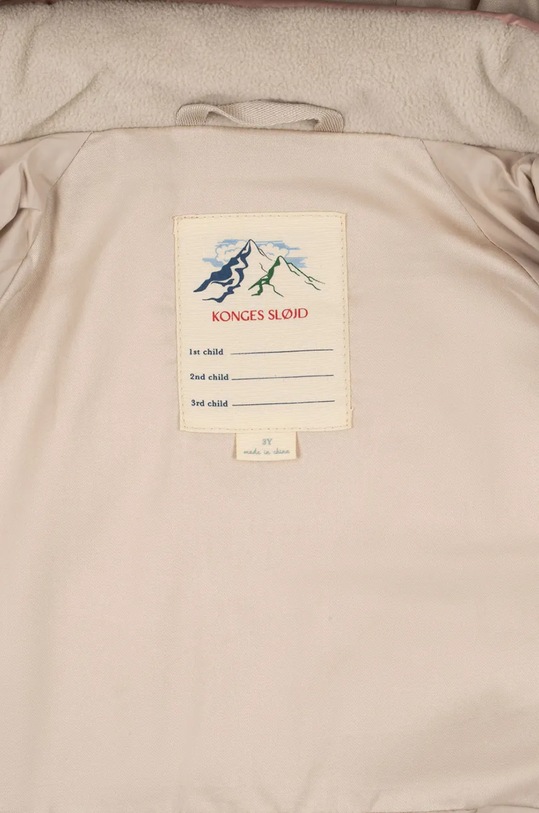 KONGES SLØJD
1st child
2nd child
3rd child
3Y
made in china